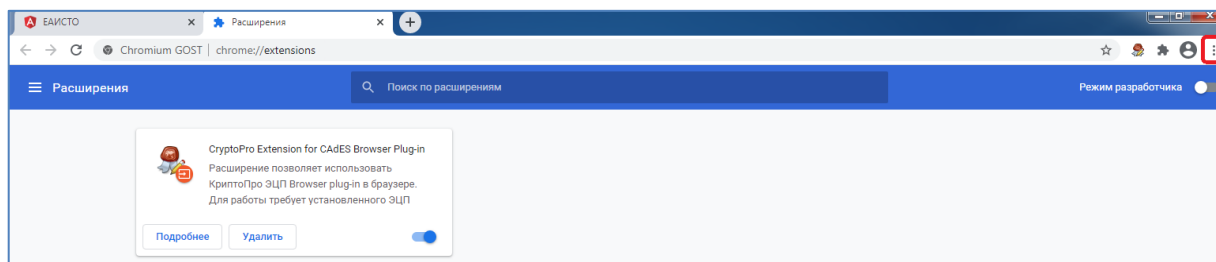 ЕАИСТО
Расширения
Chromium GOST | chrome://extensions
Расширения
Поиск по расширениям
Режим разработчика
CryptoPro Extension for CAdES Browser Plug-in
Расширение позволяет использовать
КриптоПро ЭЦП Browser plug-in в браузере.
Для работы требует установленного ЭЦП
Подробнее
Удалить